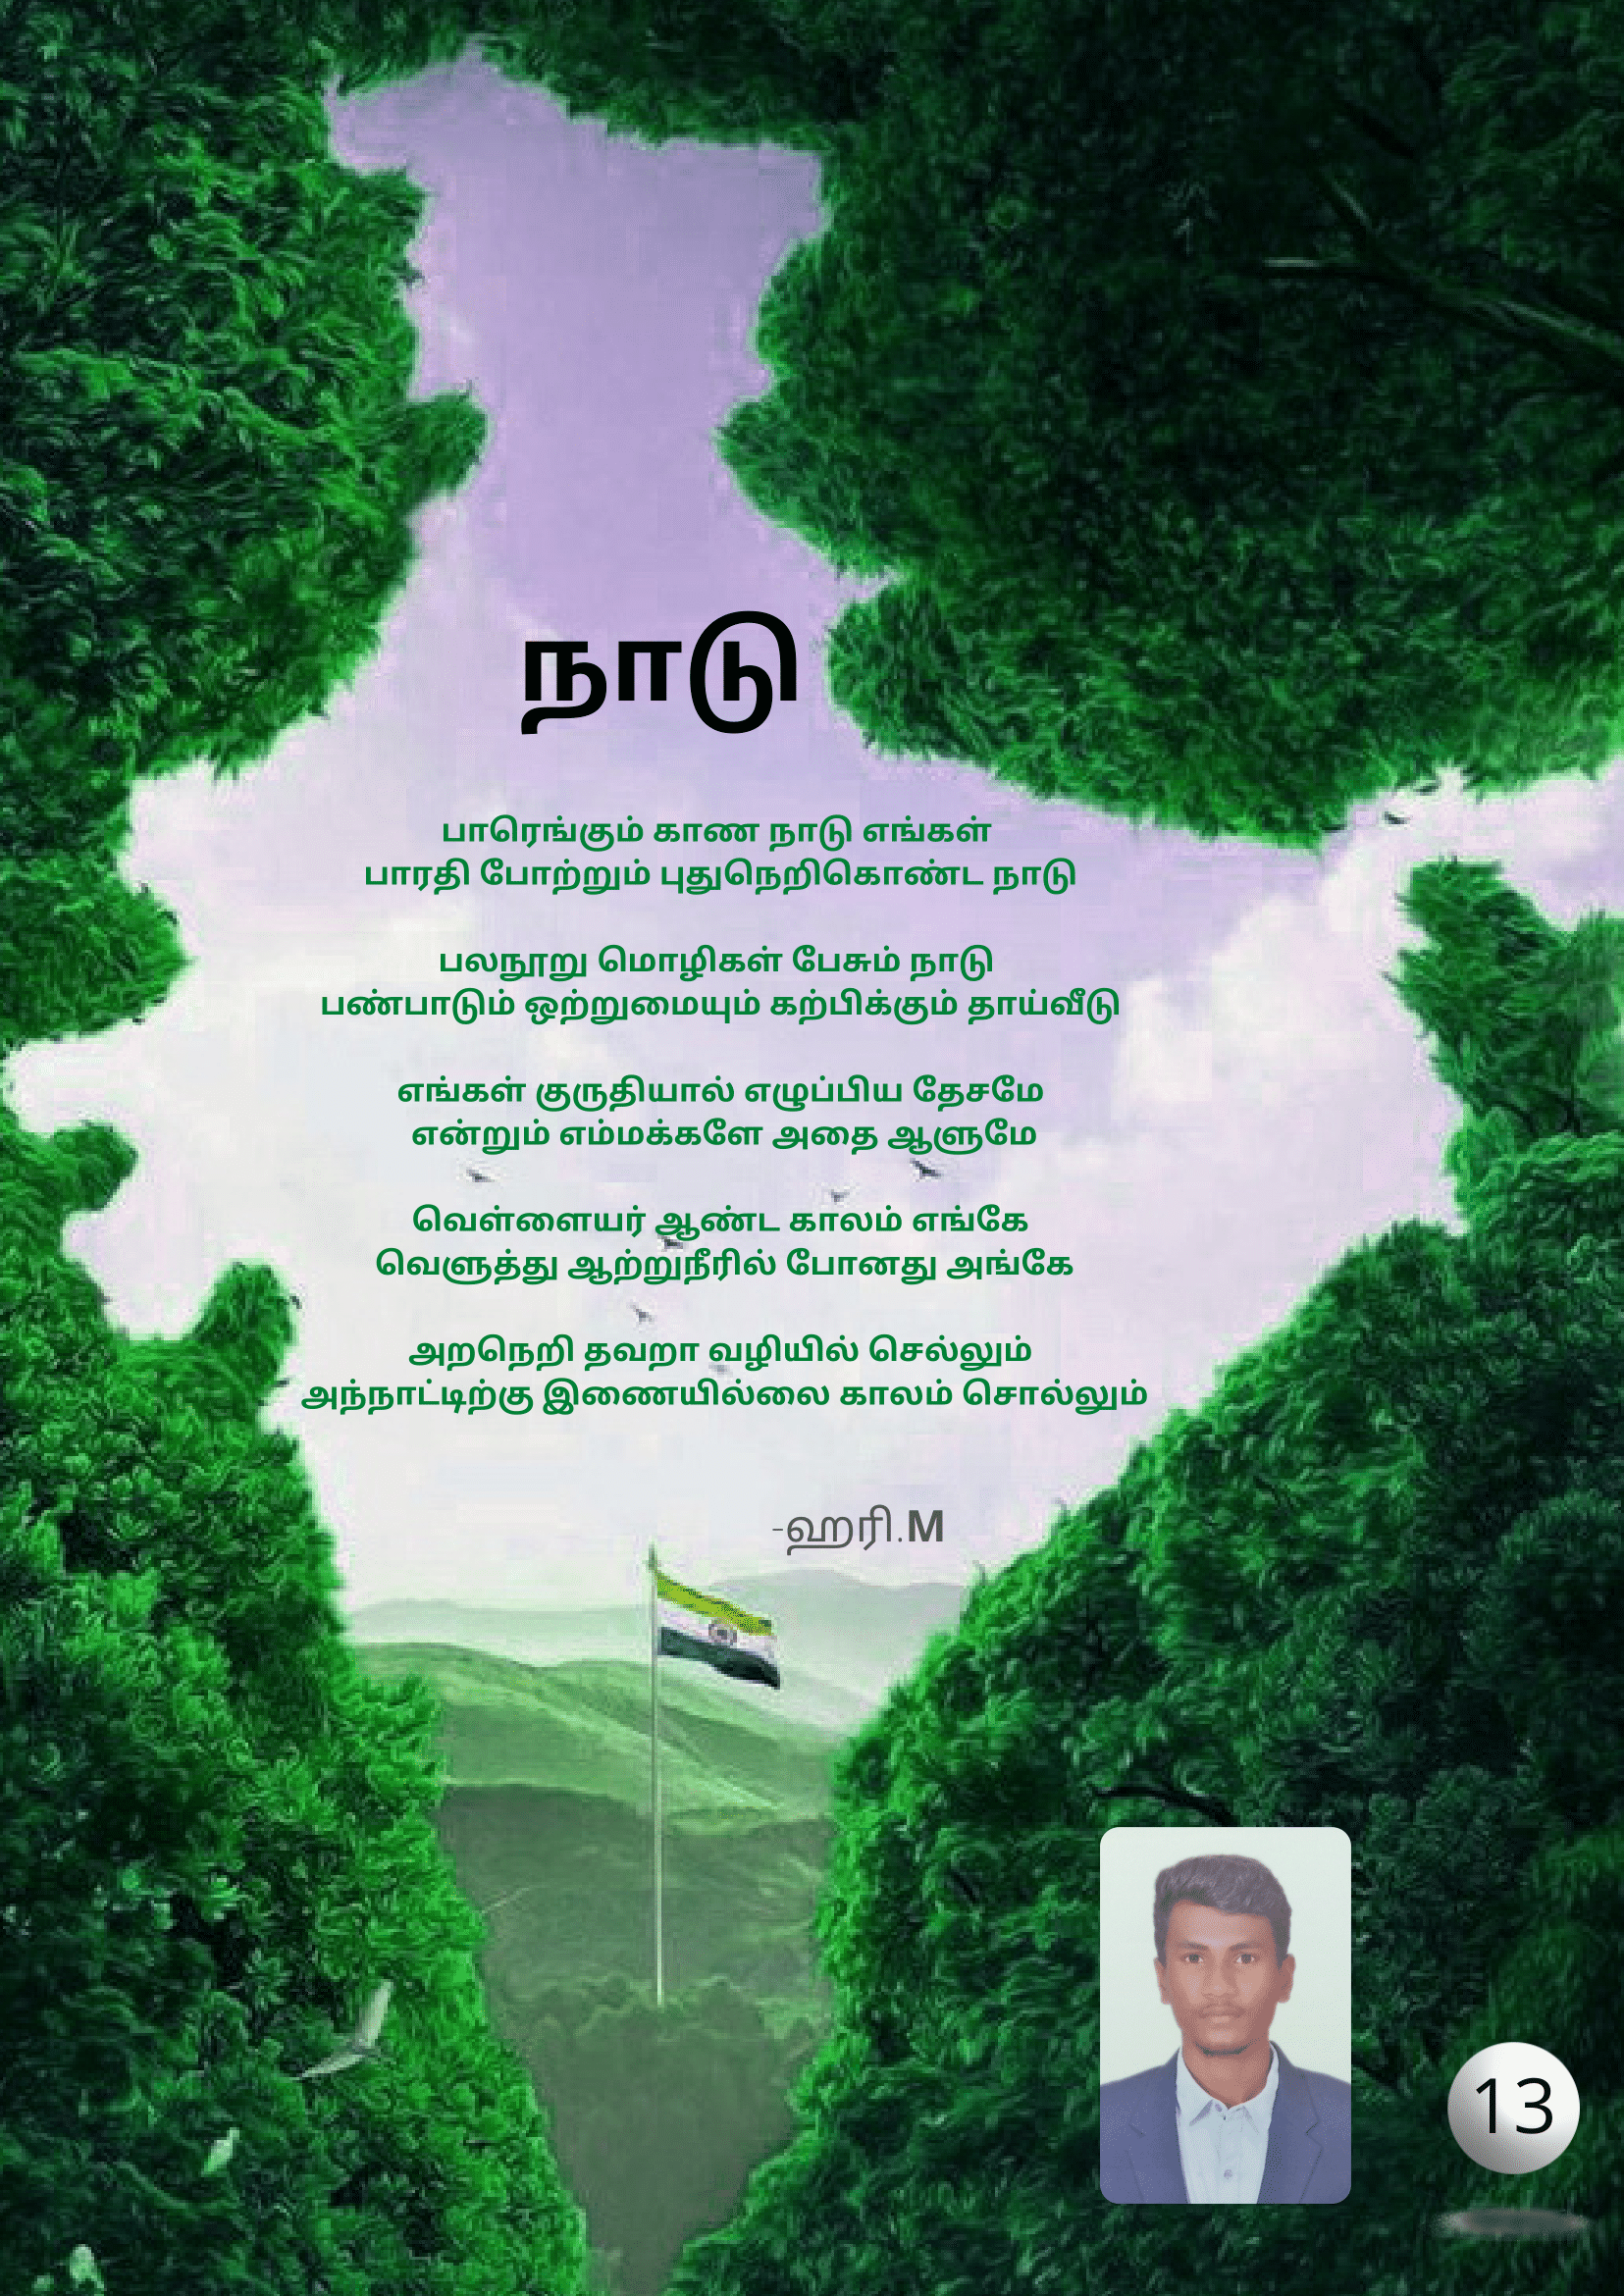 நாடு
பாரெங்கும் காண நாடு எங்கள்
பாரதி போற்றும் புதுநெறிகொண்ட நாடு
பலநூறு மொழிகள் பேசும் நாடு
பண்பாடும் ஒற்றுமையும் கற்பிக்கும் தாய்வீடு
எங்கள் குருதியால் எழுப்பிய தேசமே
என்றும் எம்மக்களே அதை ஆளுமே
வெள்ளையர் ஆண்ட காலம் எங்கே
வெளுத்து ஆற்றுநீரில் போனது அங்கே
அறநெறி தவறா வழியில் செல்லும்
அந்நாட்டிற்கு இணையில்லை காலம் சொல்லும்
-ஹரி.M
13